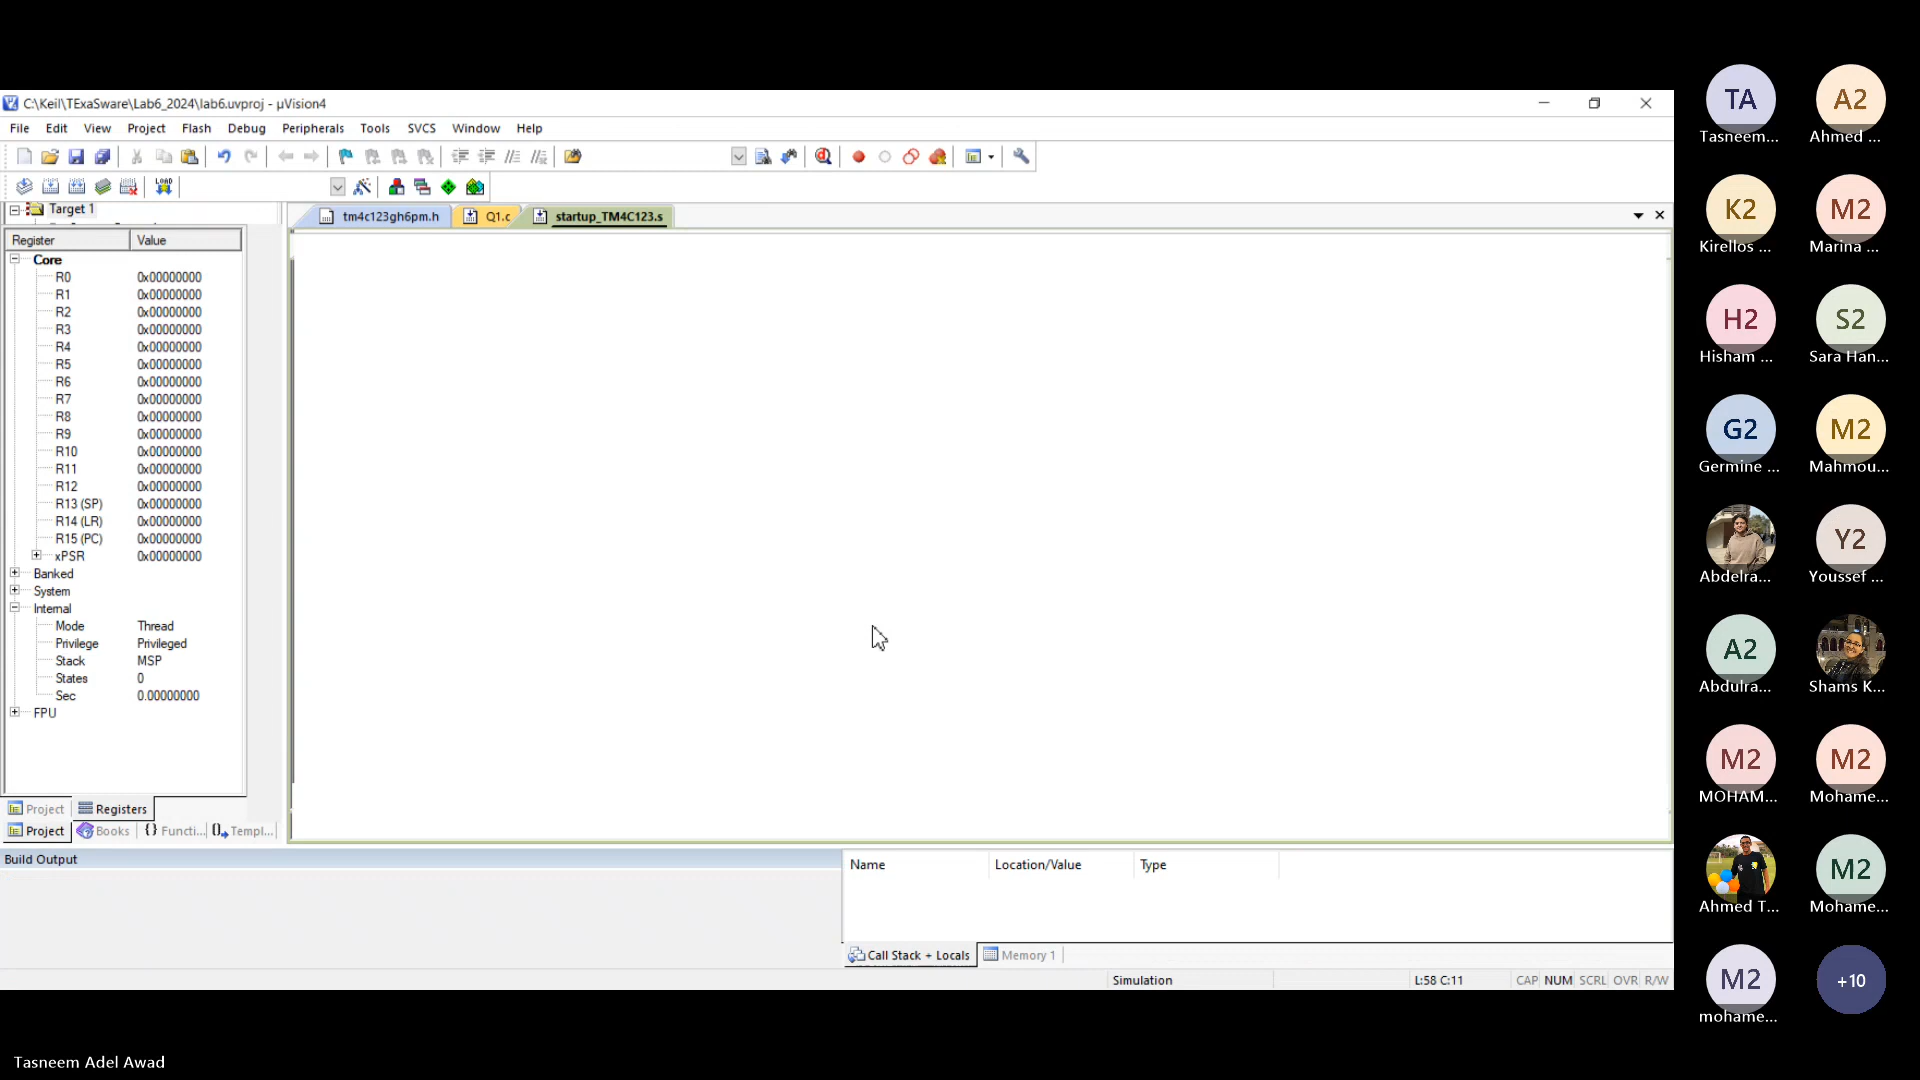 C:\Keil\TExaSware\Lab6_2024\lab6.uvproj - µVision4
File Edit View Project Flash Debug Peripherals Tools SVCS Window Help
LOAD
Target 1
tm4c123gh6pm.h Q1.c startup_TM4C123.s
Register Value
Core
R0 0x00000000
R1 0x00000000
R2 0x00000000
R3 0x00000000
R4 0x00000000
R5 0x00000000
R6 0x00000000
R7 0x00000000
R8 0x00000000
R9 0x00000000
R10 0x00000000
R11 0x00000000
R12 0x00000000
R13 (SP) 0x00000000
R14 (LR) 0x00000000
R15 (PC) 0x00000000
xPSR 0x00000000
Banked
System
Internal
Mode Thread
Privilege Privileged
Stack MSP
States 0
Sec 0.00000000
FPU
Project Registers
Project Books {} Functi... Templ...
Build Output
Name Location/Value Type
Call Stack + Locals Memory 1
Simulation L:58 C:11 CAP NUM SCRL OVR R/W
TA A2
Tasneem... Ahmed ...
K2 M2
Kirellos ... Marina ...
H2 S2
Hisham ... Sara Han...
G2 M2
Germine ... Mahmou...
Y2
Abdelra... Youssef ...
A2
Abdulra... Shams K...
M2 M2
MOHAM... Mohame...
M2
Ahmed T... Mohame...
M2 +10
mohame...
Tasneem Adel Awad